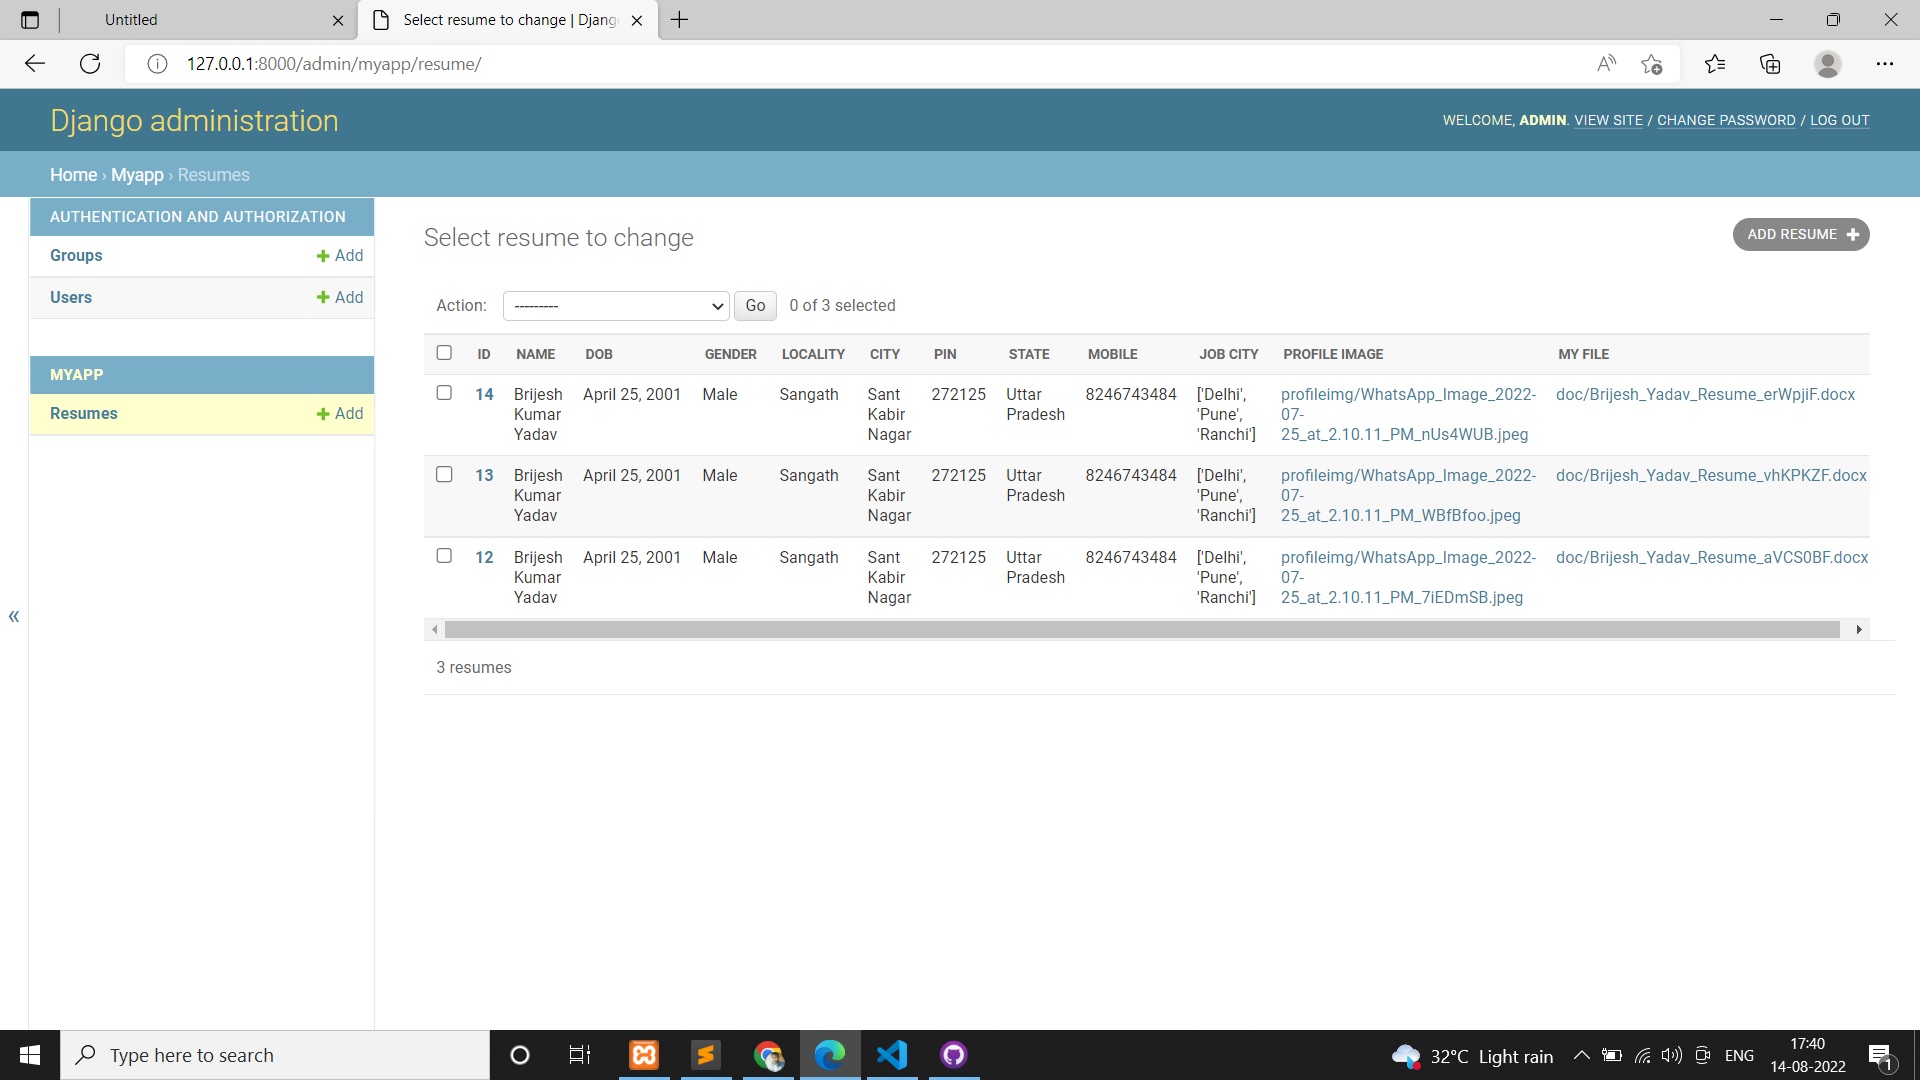 Untitled
Select resume to change | Djang
127.0.0.1:8000/admin/myapp/resume/
Django administration
WELCOME, ADMIN. VIEW SITE / CHANGE PASSWORD / LOG OUT
Home › Myapp › Resumes
AUTHENTICATION AND AUTHORIZATION
Groups + Add
Users + Add
MYAPP
Resumes + Add
«
Select resume to change
ADD RESUME +
Action: --------- Go 0 of 3 selected
ID NAME DOB GENDER LOCALITY CITY PIN STATE MOBILE JOB CITY PROFILE IMAGE MY FILE
14 Brijesh April 25, 2001 Male Sangath Sant 272125 Uttar 8246743484 ['Delhi', profileimg/WhatsApp_Image_2022- doc/Brijesh_Yadav_Resume_erWpjiF.docx
Kumar Kabir Pradesh 'Pune', 07-
Yadav Nagar 'Ranchi'] 25_at_2.10.11_PM_nUs4WUB.jpeg
13 Brijesh April 25, 2001 Male Sangath Sant 272125 Uttar 8246743484 ['Delhi', profileimg/WhatsApp_Image_2022- doc/Brijesh_Yadav_Resume_vhKPKZF.docx
Kumar Kabir Pradesh 'Pune', 07-
Yadav Nagar 'Ranchi'] 25_at_2.10.11_PM_WBfBfoo.jpeg
12 Brijesh April 25, 2001 Male Sangath Sant 272125 Uttar 8246743484 ['Delhi', profileimg/WhatsApp_Image_2022- doc/Brijesh_Yadav_Resume_aVCS0BF.docx
Kumar Kabir Pradesh 'Pune', 07-
Yadav Nagar 'Ranchi'] 25_at_2.10.11_PM_7iEDmSB.jpeg
3 resumes
Type here to search
32°C Light rain
ENG
17:40
14-08-2022
1